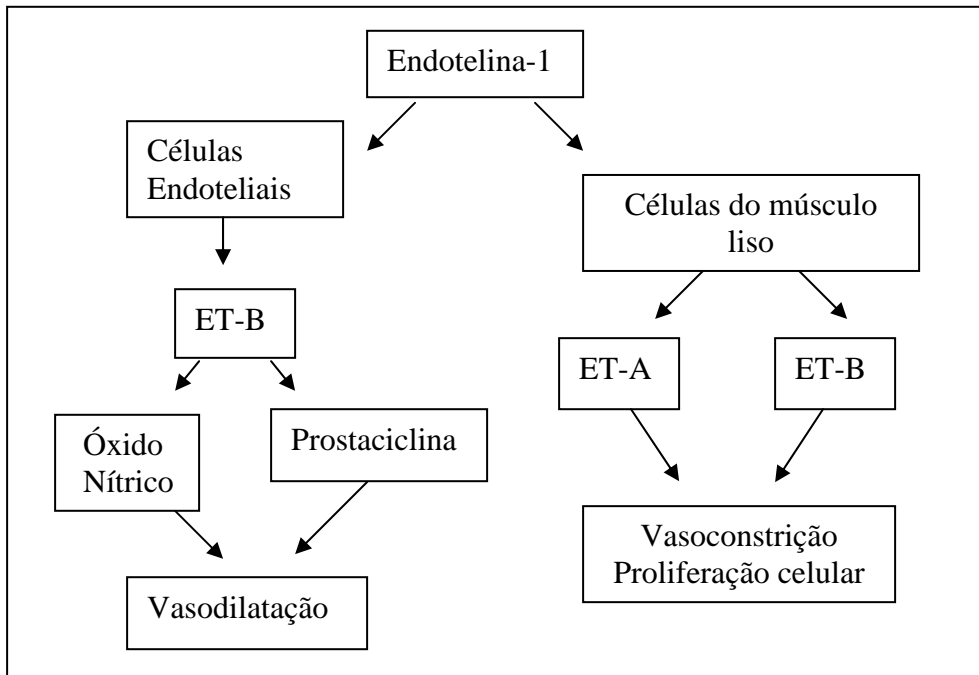 Endotelina-1
Células
Endoteliais
Células do músculo
liso
ET-B
ET-A
ET-B
Óxido
Nítrico
Prostaciclina
Vasoconstrição
Proliferação celular
Vasodilatação